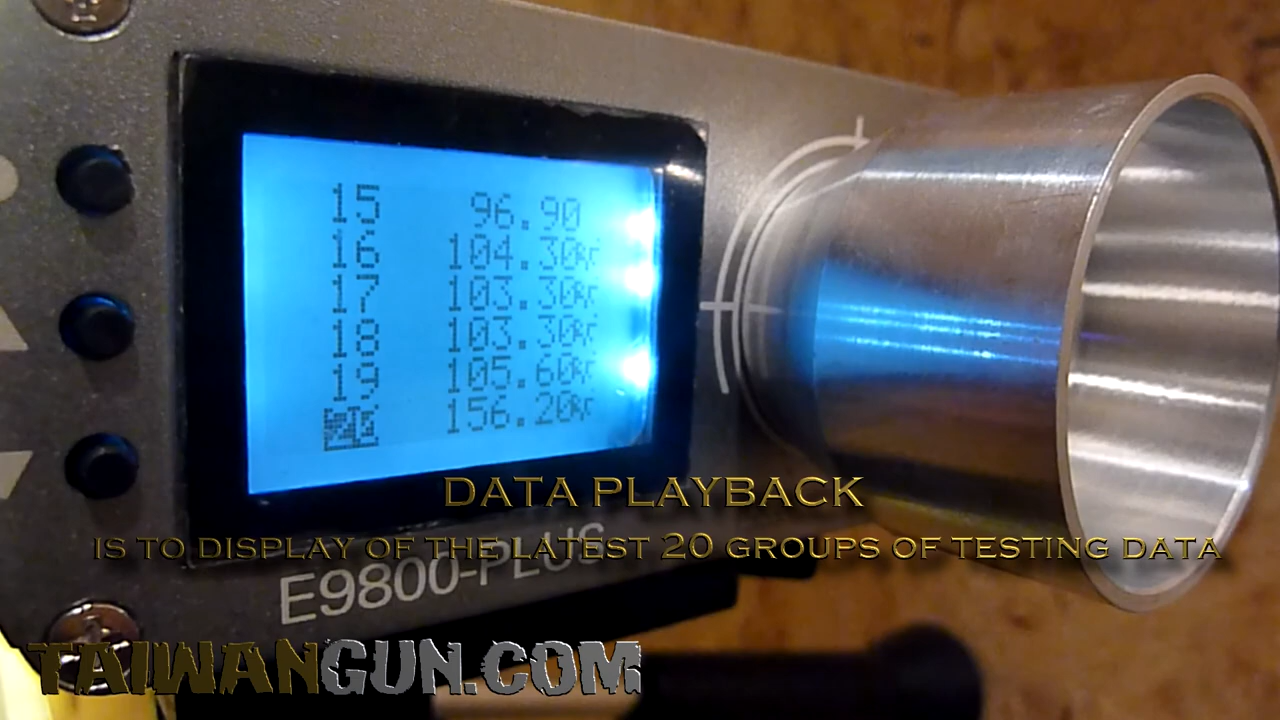 15 96.90
16 104.30
17 103.30
18 103.30
19 105.60
20 156.20
DATA PLAYBACK
IS TO DISPLAY OF THE LATEST 20 GROUPS OF TESTING DATA
E9800-PLUS
TAIWANGUN.COM